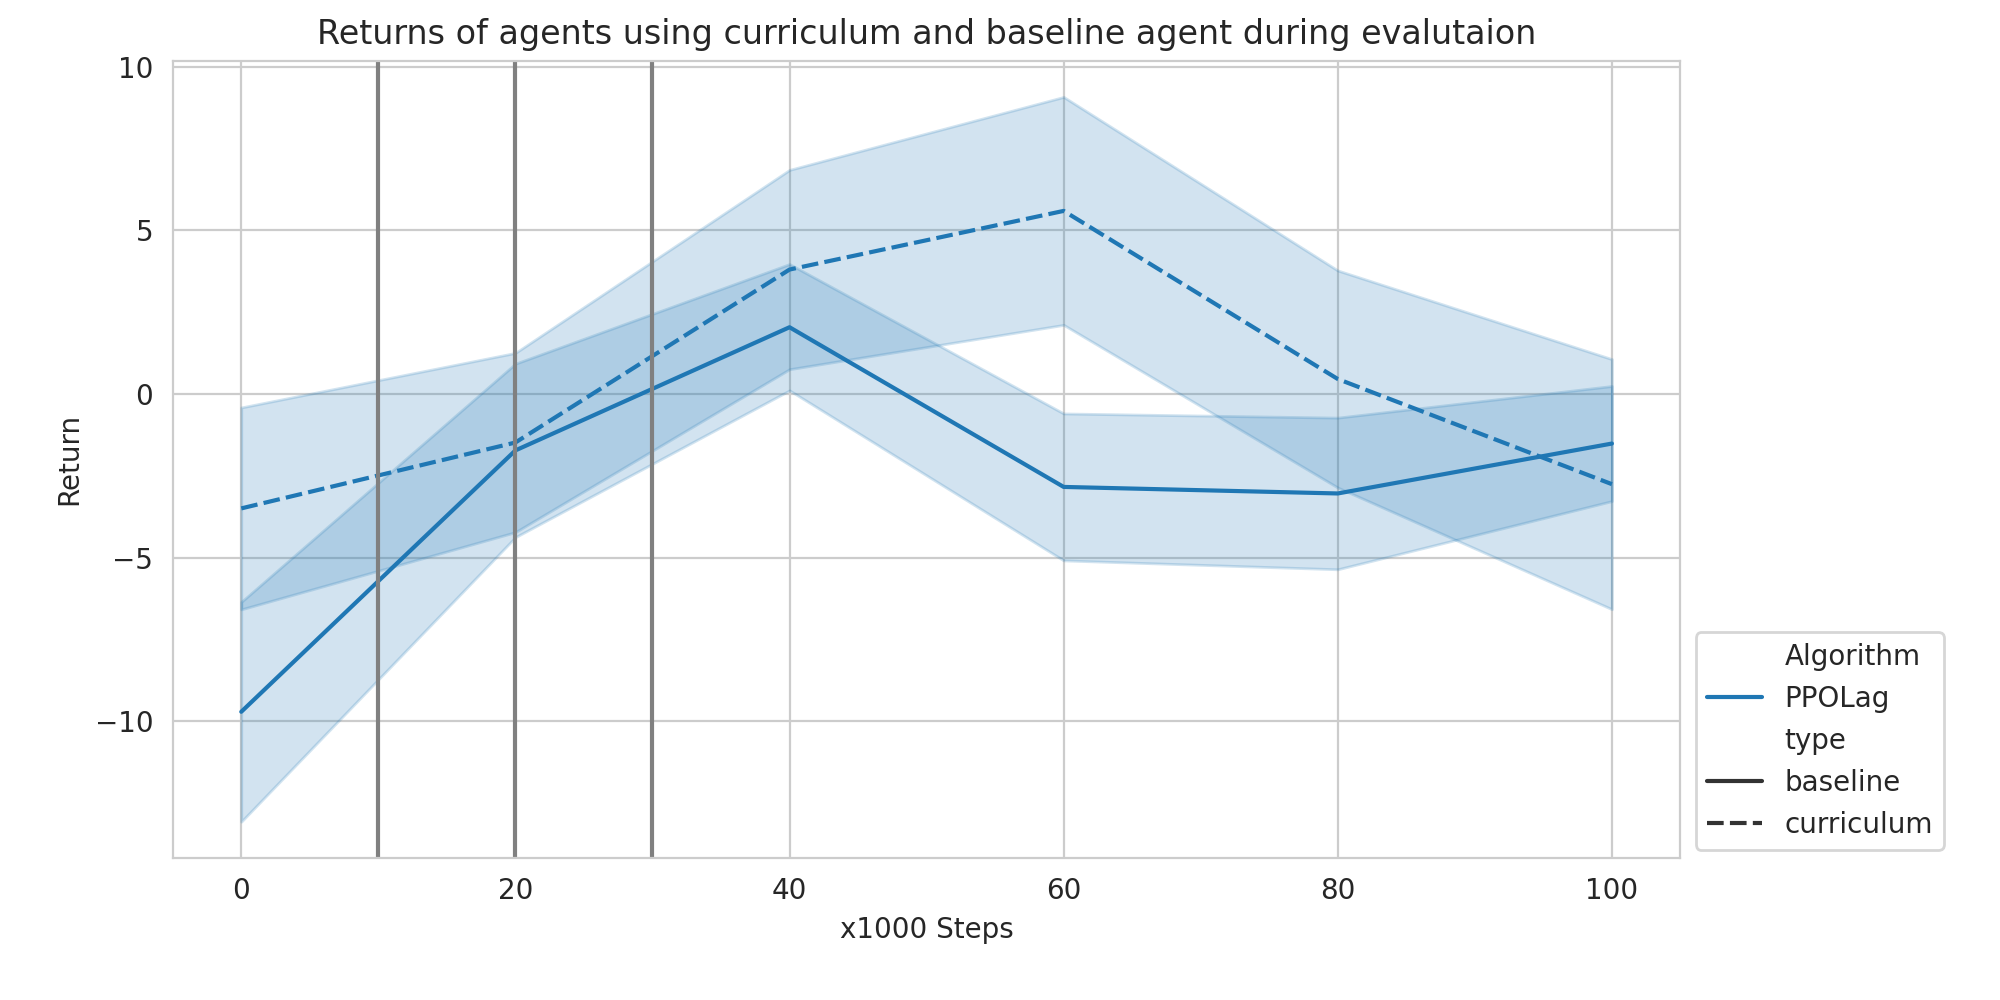 Returns of agents using curriculum and baseline agent during evalutaion
10
5
0
−5
−10
Return
0 20 40 60 80 100
x1000 Steps
Algorithm
PPOLag
type
baseline
curriculum